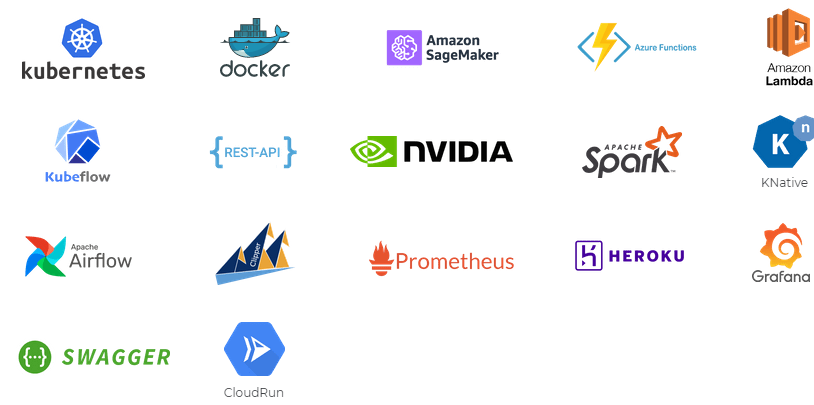 kubernetes
docker
Amazon
SageMaker
Azure Functions
Amazon
Lambda
Kubeflow
{REST-API}
NVIDIA
APACHE
Spark™
K
n
KNative
Apache
Airflow
Clipper
Prometheus
HEROKU
Grafana
{···}
SWAGGER
CloudRun